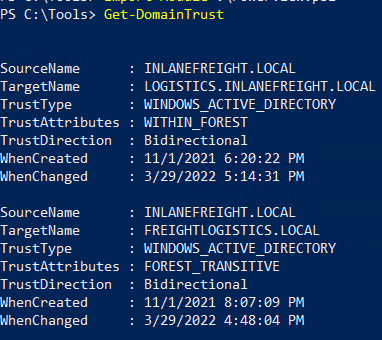 PS C:\Tools> Get-DomainTrust
SourceName : INLANEFREIGHT.LOCAL
TargetName : LOGISTICS.INLANEFREIGHT.LOCAL
TrustType : WINDOWS_ACTIVE_DIRECTORY
TrustAttributes : WITHIN_FOREST
TrustDirection : Bidirectional
WhenCreated : 11/1/2021 6:20:22 PM
WhenChanged : 3/29/2022 5:14:31 PM
SourceName : INLANEFREIGHT.LOCAL
TargetName : FREIGHTLOGISTICS.LOCAL
TrustType : WINDOWS_ACTIVE_DIRECTORY
TrustAttributes : FOREST_TRANSITIVE
TrustDirection : Bidirectional
WhenCreated : 11/1/2021 8:07:09 PM
WhenChanged : 3/29/2022 4:48:04 PM